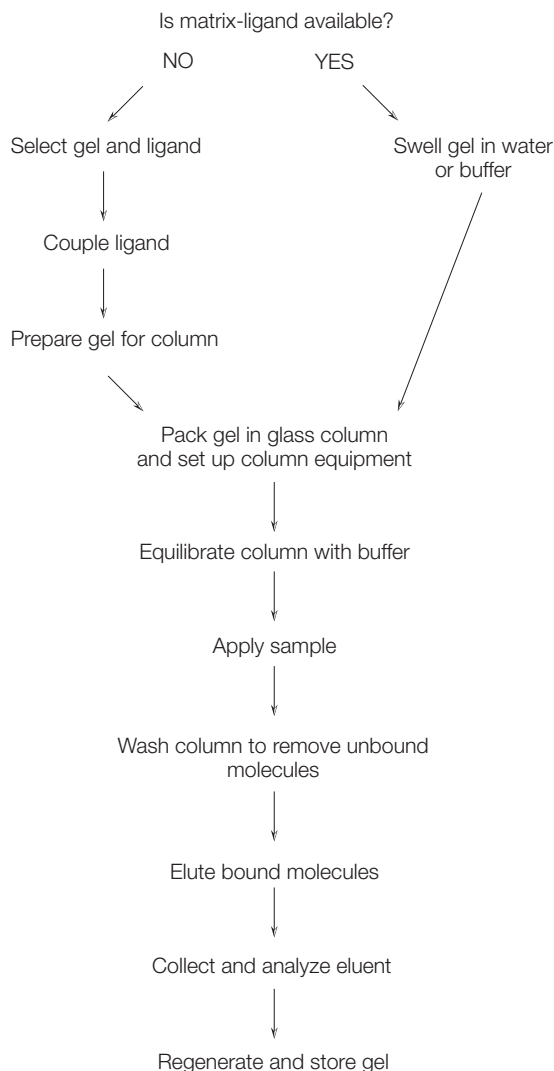 Is matrix-ligand available?
NO YES
Select gel and ligand
Swell gel in water
or buffer
Couple ligand
Prepare gel for column
Pack gel in glass column
and set up column equipment
Equilibrate column with buffer
Apply sample
Wash column to remove unbound
molecules
Elute bound molecules
Collect and analyze eluent
Regenerate and store gel